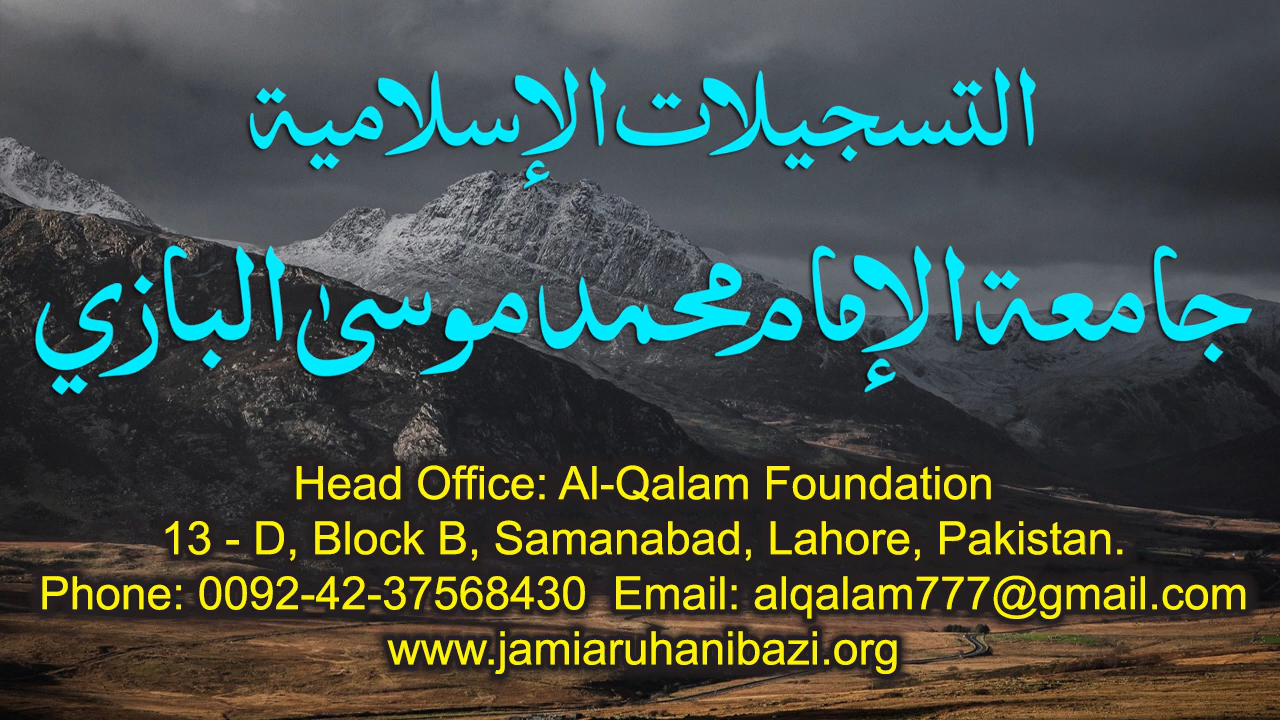 التسجيلات الإسلامية
جامعة الإمام محمد موسىٰ البازي
Head Office: Al-Qalam Foundation
13 - D, Block B, Samanabad, Lahore, Pakistan.
Phone: 0092-42-37568430 Email: alqalam777@gmail.com
www.jamiaruhanibazi.org